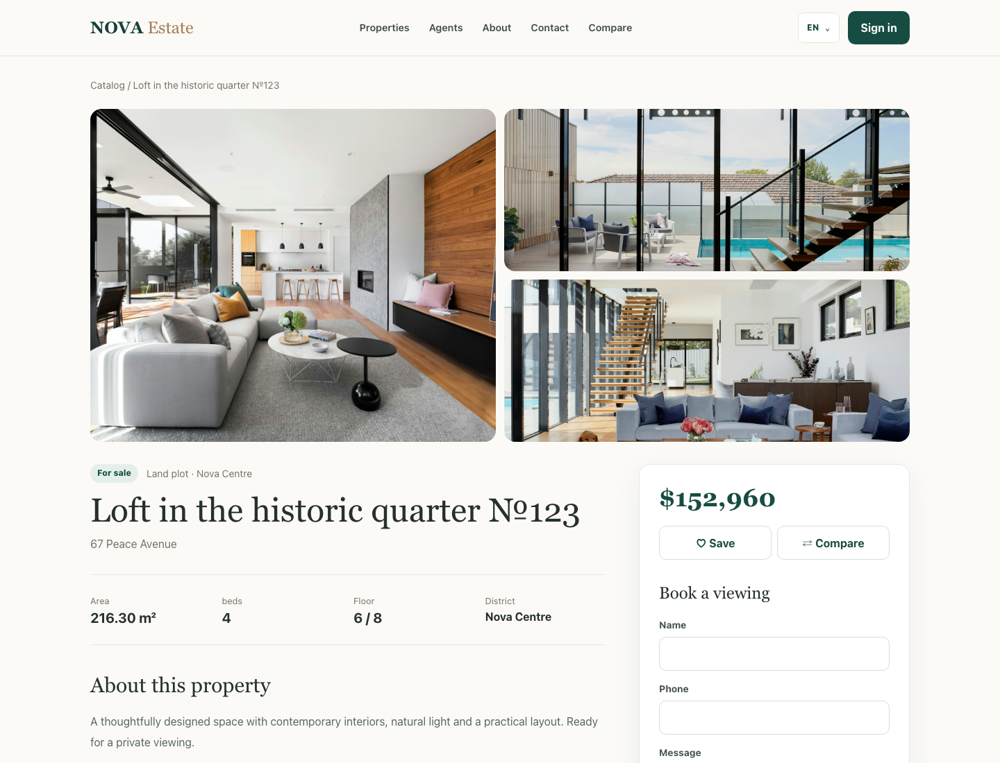 NOVA Estate
Properties
Agents
About
Contact
Compare
EN
Sign in
Catalog / Loft in the historic quarter №123
For sale
Land plot · Nova Centre
Loft in the historic quarter №123
67 Peace Avenue
Area
216.30 m²
beds
4
Floor
6 / 8
District
Nova Centre
About this property
A thoughtfully designed space with contemporary interiors, natural light and a practical layout. Ready
for a private viewing.
$152,960
♡ Save
⇄ Compare
Book a viewing
Name
Phone
Message